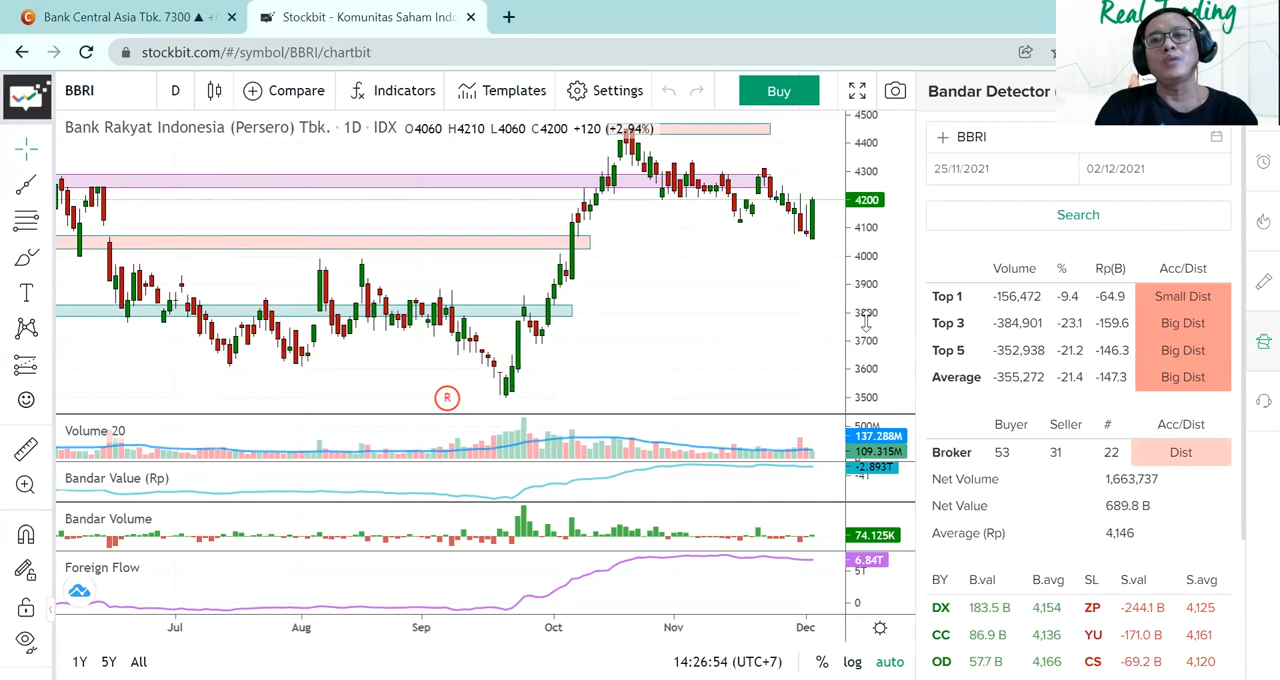 Bank Central Asia Tbk. 7300 ▲ +
Stockbit - Komunitas Saham Indo
Real Trading
stockbit.com/#/symbol/BBRI/chartbit
BBRI D Compare Indicators Templates Settings Buy
Bandar Detector (
Bank Rakyat Indonesia (Persero) Tbk. · 1D · IDX O4060 H4210 L4060 C4200 +120 (+2.94%)
4500
4400
4300
4200
4100
4000
3900
3800
3700
3600
3500
R
Volume 20
500M
137.288M
109.315M
Bandar Value (Rp)
-2.893T
-4T
Bandar Volume
74.125K
Foreign Flow
6.84T
5T
0
Jul Aug Sep Oct Nov Dec
1Y 5Y All 14:26:54 (UTC+7) % log auto
BBRI
25/11/2021 02/12/2021
Search
Volume % Rp(B) Acc/Dist
Top 1 -156,472 -9.4 -64.9 Small Dist
Top 3 -384,901 -23.1 -159.6 Big Dist
Top 5 -352,938 -21.2 -146.3 Big Dist
Average -355,272 -21.4 -147.3 Big Dist
Buyer Seller # Acc/Dist
Broker 53 31 22 Dist
Net Volume 1,663,737
Net Value 689.8 B
Average (Rp) 4,146
BY B.val B.avg SL S.val S.avg
DX 183.5 B 4,154 ZP -244.1 B 4,125
CC 86.9 B 4,136 YU -171.0 B 4,161
OD 57.7 B 4,166 CS -69.2 B 4,120